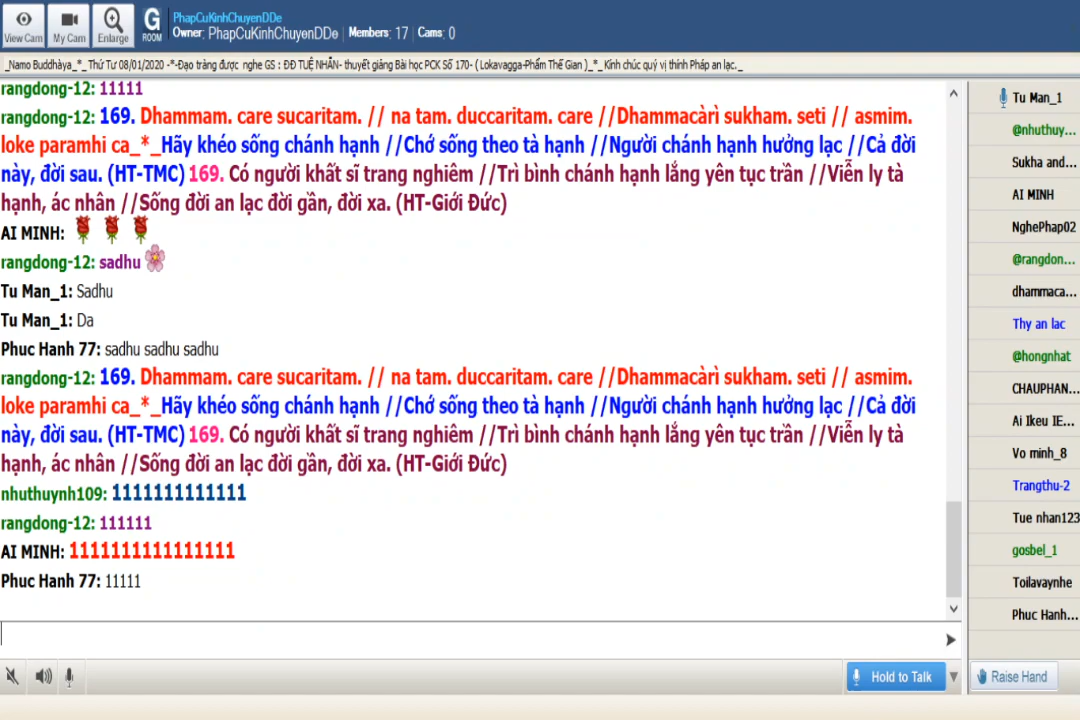 View Cam
My Cam
Enlarge
G
ROOM
PhapCuKinhChuyenDDe
Owner: PhapCuKinhChuyenDDe Members: 17 Cams: 0
_Namo Buddhàya_*_ Thứ Tư 08/01/2020 -*-Đạo tràng được nghe GS : ĐĐ TUỆ NHÂN- thuyết giảng Bài học PCK Số 170- ( Lokavagga-Phẩm Thế Gian )_*_ Kính chúc quý vị thính Pháp an lạc._
rangdong-12: 11111
rangdong-12: 169. Dhammam. care sucaritam. // na tam. duccaritam. care //Dhammacàrì sukham. seti // asmim.
loke paramhi ca_*_Hãy khéo sống chánh hạnh //Chớ sống theo tà hạnh //Người chánh hạnh hưởng lạc //Cả đời
này, đời sau. (HT-TMC) 169. Có người khất sĩ trang nghiêm //Trì bình chánh hạnh lắng yên tục trần //Viễn ly tà
hạnh, ác nhân //Sống đời an lạc đời gần, đời xa. (HT-Giới Đức)
AI MINH:
rangdong-12: sadhu
Tu Man_1: Sadhu
Tu Man_1: Da
Phuc Hanh 77: sadhu sadhu sadhu
rangdong-12: 169. Dhammam. care sucaritam. // na tam. duccaritam. care //Dhammacàrì sukham. seti // asmim.
loke paramhi ca_*_Hãy khéo sống chánh hạnh //Chớ sống theo tà hạnh //Người chánh hạnh hưởng lạc //Cả đời
này, đời sau. (HT-TMC) 169. Có người khất sĩ trang nghiêm //Trì bình chánh hạnh lắng yên tục trần //Viễn ly tà
hạnh, ác nhân //Sống đời an lạc đời gần, đời xa. (HT-Giới Đức)
nhuthuynh109: 1111111111111
rangdong-12: 111111
AI MINH: 1111111111111111
Phuc Hanh 77: 11111
Hold to Talk
Tu Man_1
@nhuthuy...
Sukha and...
AI MINH
NghePhap02
@rangdon...
dhammaca...
Thy an lac
@hongnhat
CHAUPHAN...
Ai Ikeu IE...
Vo minh_8
Trangthu-2
Tue nhan123
gosbel_1
Toilavaynhe
Phuc Hanh...
Raise Hand